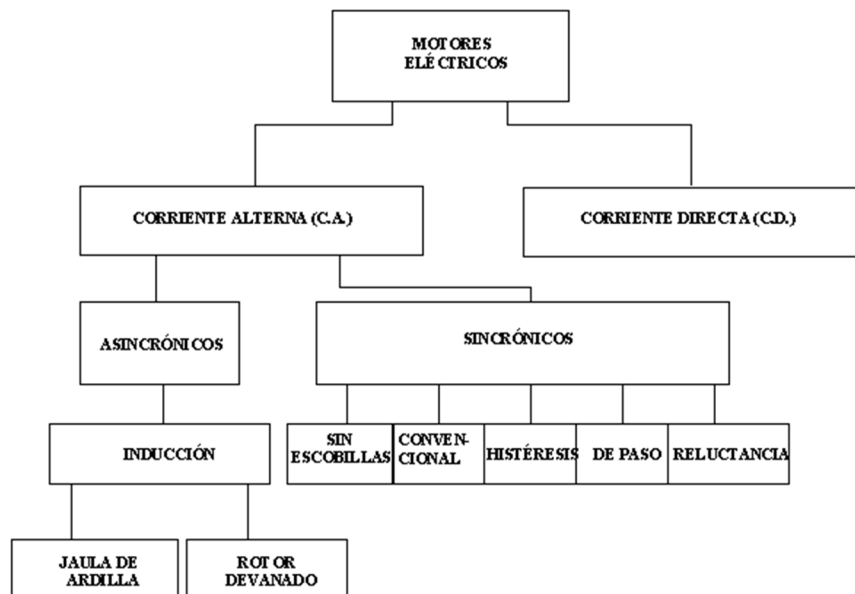 MOTORES
ELÉCTRICOS
CORRIENTE ALTERNA (C.A.)
CORRIENTE DIRECTA (C.D.)
ASINCRÓNICOS
SINCRÓNICOS
INDUCCIÓN
SIN
ESCOBILLAS
CONVEN-
CIONAL
HISTÉRESIS
DE PASO
RELUCTANCIA
JAULA DE
ARDILLA
ROTOR
DEVANADO